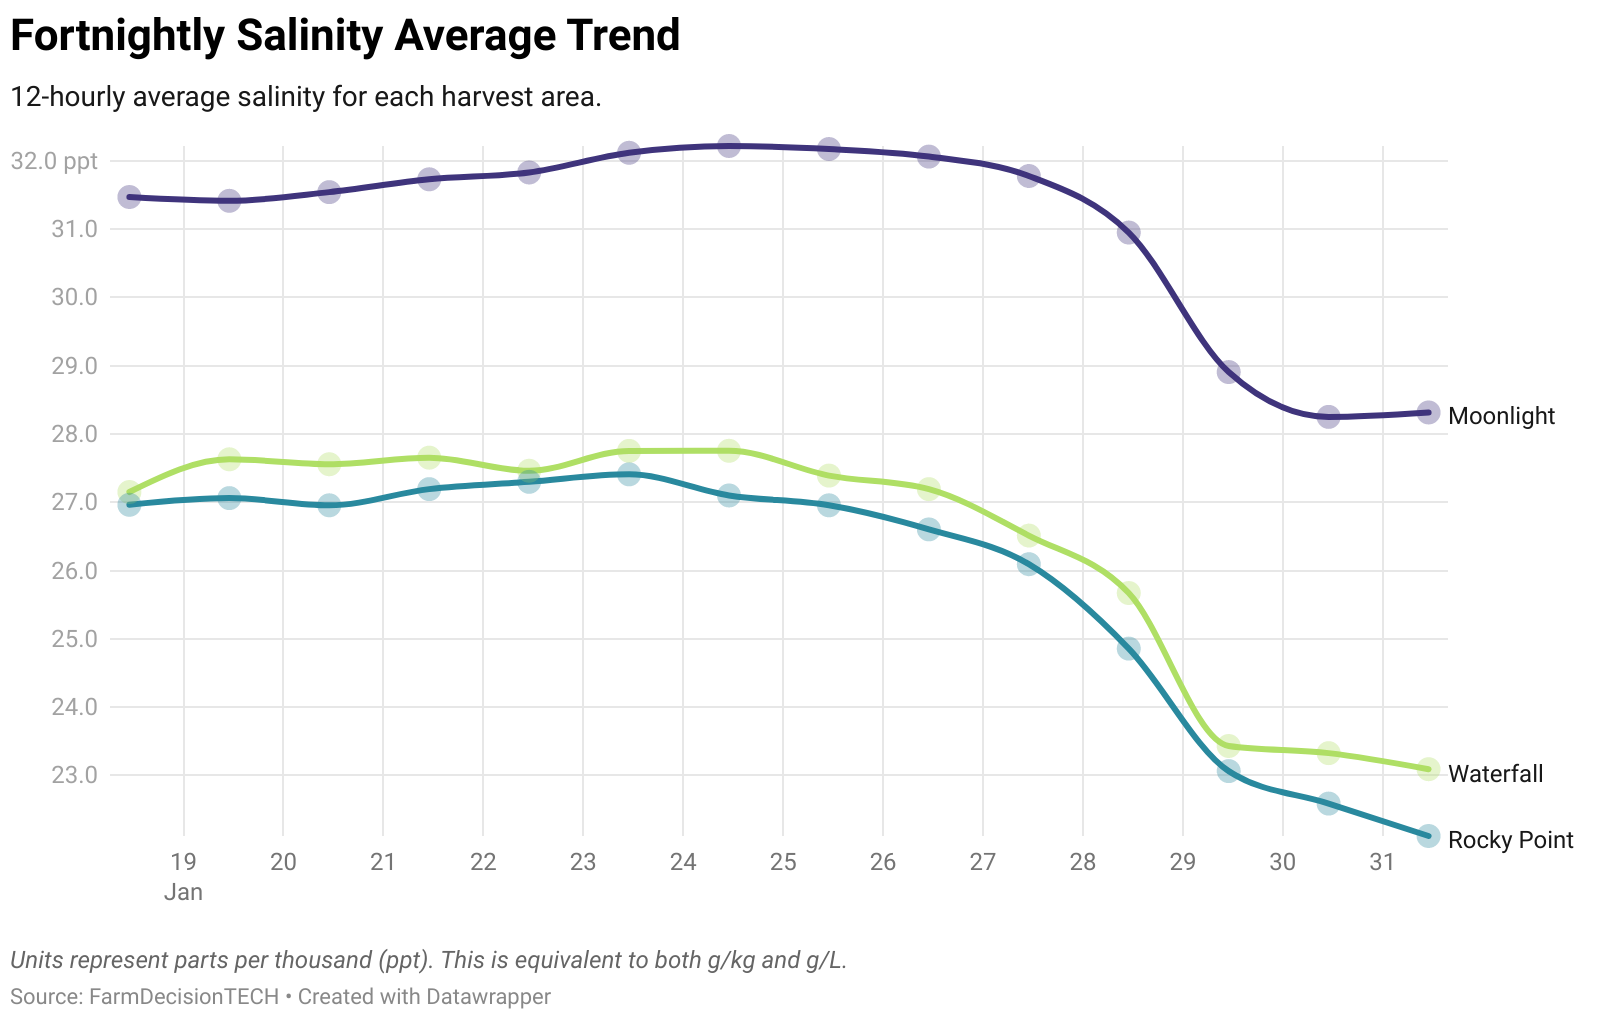 Fortnightly Salinity Average Trend
12-hourly average salinity for each harvest area.
32.0 ppt
31.0
30.0
29.0
28.0
27.0
26.0
25.0
24.0
23.0
Moonlight
Waterfall
Rocky Point
19 20 21 22 23 24 25 26 27 28 29 30 31
Jan
Units represent parts per thousand (ppt). This is equivalent to both g/kg and g/L.
Source: FarmDecisionTECH • Created with Datawrapper